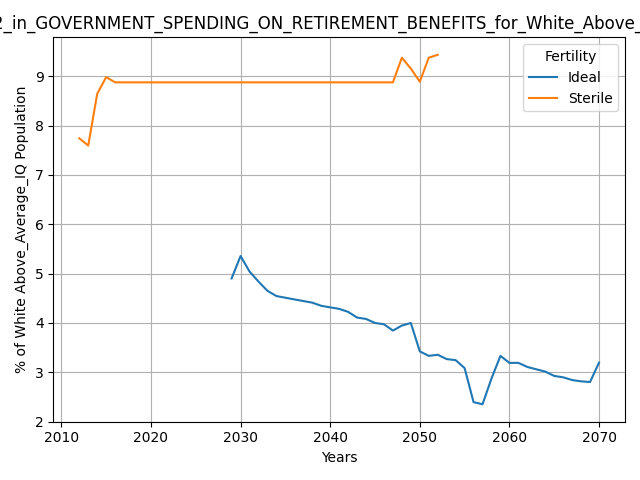 2_in_GOVERNMENT_SPENDING_ON_RETIREMENT_BENEFITS_for_White_Above_
Fertility
Ideal
Sterile
% of White Above_Average_IQ Population
9
8
7
6
5
4
3
2
2010 2020 2030 2040 2050 2060 2070
Years